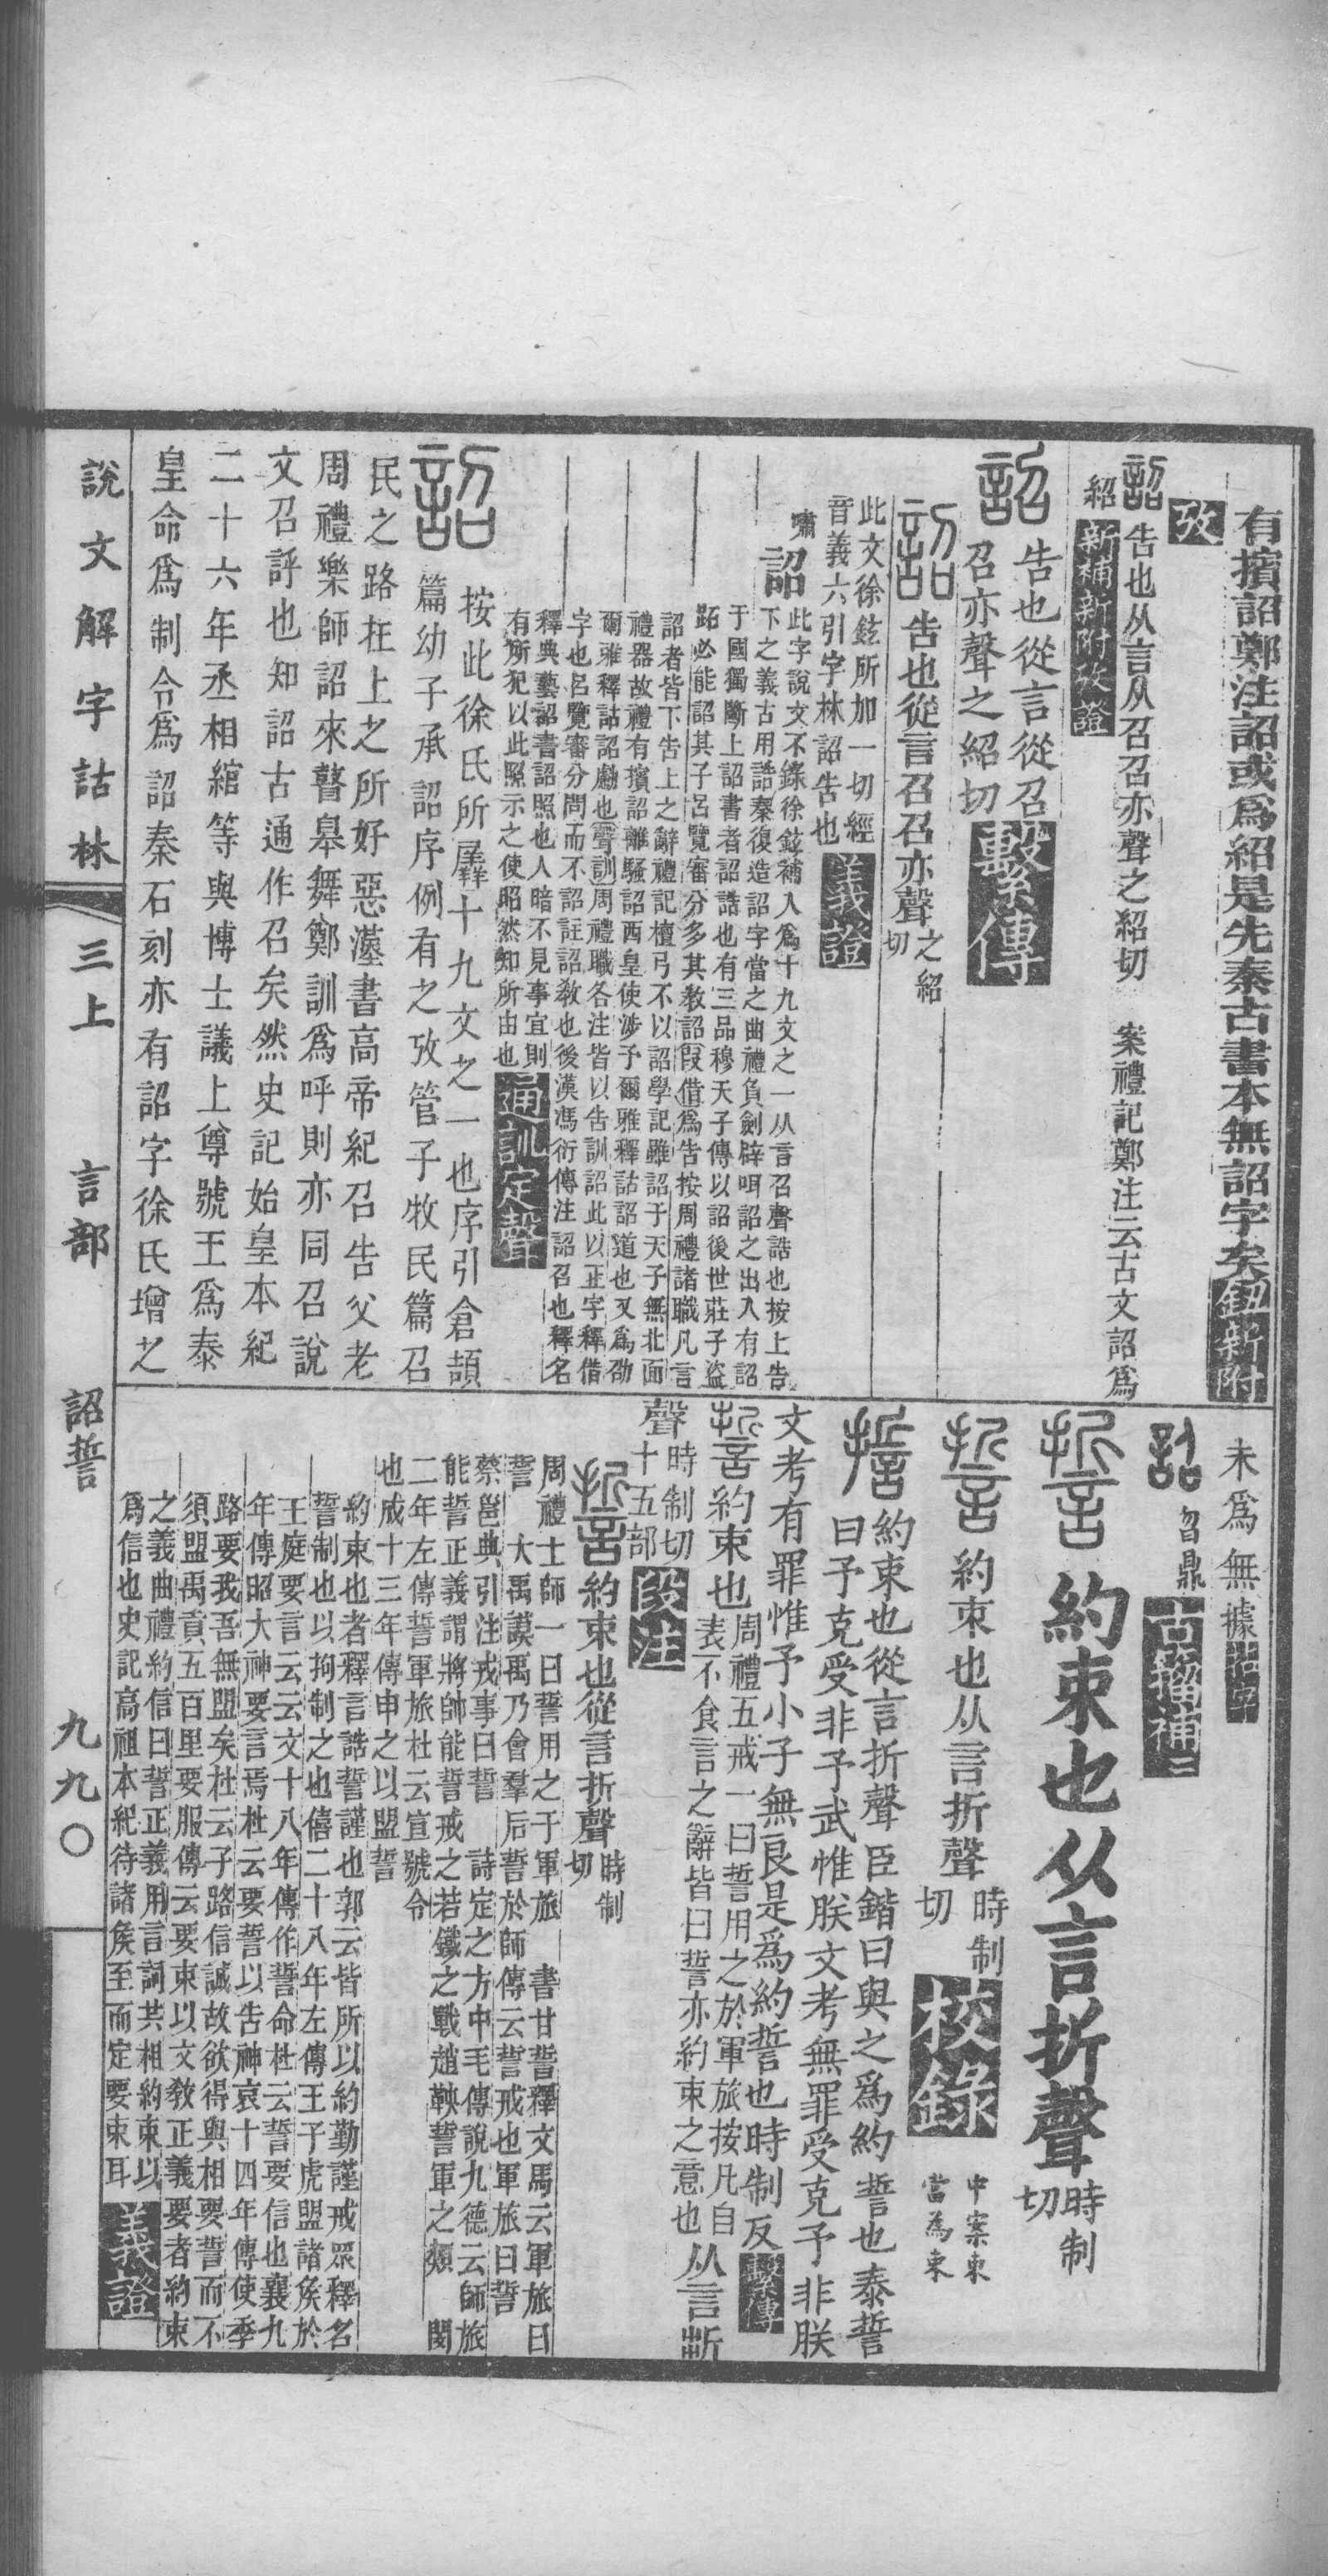 有擯詔鄭注詔或爲紹是先秦古書本無詔字矣鈕新附
攷
詔告也从言从召召亦聲之紹切　案禮記鄭注云古文詔爲
紹新補新附攷證
詔告也從言從召
召亦聲之紹切繫傳
詔告也從言召召亦聲之紹切
此文徐鉉所加一切經
音義六引字林詔告也義證
嘯
詔此字說文不錄徐鉉補入爲十九文之一从言召聲誥也按上告
下之義古用誥秦復造詔字當之曲禮負劍辟咡詔之出入有詔
于國獨斷上詔書者詔誥也有三品穆天子傳以詔後世莊子盜
跖必能詔其子呂覽審分多其敎詔假借爲告按周禮諸職凡言
詔者皆下告上之辭禮記檀弓不以詔學記雖詔于天子無北面
禮器故禮有擯詔離騷詔西皇使涉予爾雅釋詁詔道也又爲劭
爾雅釋詁詔勴也聲訓周禮職各注皆以告訓詔此以正字釋借
字也呂覽審分問而不詔註詔敎也後漢馮衍傳注詔召也釋名
釋典藝詔書詔照也人暗不見事宜則
有所犯以此照示之使昭然知所由也通訓定聲
詔按此徐氏所羼十九文之一也序引倉頡
篇幼子承詔序例有之攷管子牧民篇召
民之路在上之所好惡漢書高帝紀召告父老
周禮樂師詔來瞽臯舞鄭訓爲呼則亦同召說
文召評也知詔古通作召矣然史記始皇本紀
二十六年丞相綰等與博士議上尊號王爲泰
皇命爲制令爲詔秦石刻亦有詔字徐氏增之
未爲無據
詔曶鼎古籀補二
誓約束也从言折聲時制切
誓約束也从言折聲時制切校錄
中案束
當爲束
誓約束也從言折聲臣鍇曰與之爲約誓也泰誓
曰予克受非予武惟朕文考無罪受克予非朕
文考有罪惟予小子無良是爲約誓也時制反繫傳
誓約束也周禮五戒一曰誓用之於軍旅按凡自
表不食言之辭皆曰誓亦約束之意也从言斯
聲時制切十五部段注
誓約束也從言折聲時制切
周禮士師一曰誓用之于軍旅　書甘誓釋文馬云軍旅曰
誓　大禹謨禹乃會羣后誓於師傳云誓戒也軍旅曰誓
蔡邕典引注戎事曰誓　詩定之方中毛傳說九德云師旅
能誓正義謂將帥能誓戒之若鐵之戰趙鞅誓軍之類　閔
二年左傳誓軍旅杜云宣號令
也成十三年傳申之以盟誓
約束也者釋言誥誓謹也郭云皆所以約勤謹戒眾釋名
誓制也以拘制之也僖二十八年左傳王子虎盟諸矦於
王庭要言云云文十八年傳作誓命杜云誓要信也襄九
年傳昭大神要言焉杜云要誓以告神哀十四年傳使季
路要我吾無盟矣杜云子路信誠故欲得與相要誓而不
須盟禹貢五百里要服傳云要束以文敎正義要者約束
之義曲禮約信曰誓正義用言詞共相約束以
爲信也史記高祖本紀待諸矦至而定要束耳義證
說文解字詁林　三上　言部　詔誓　九九〇